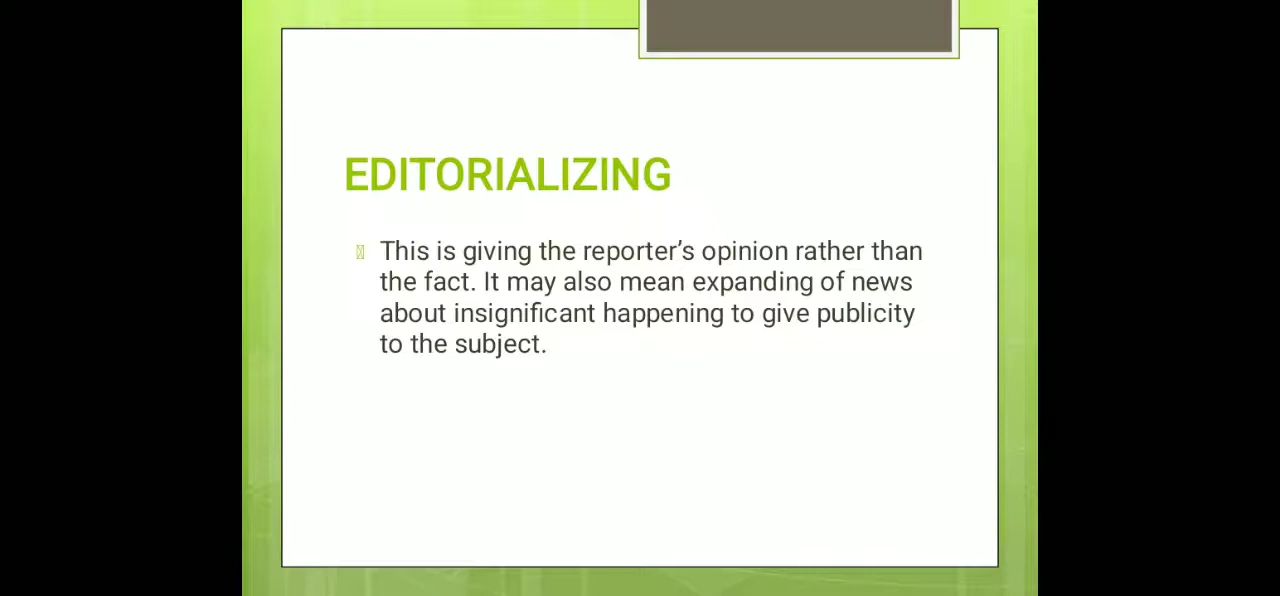 EDITORIALIZING
This is giving the reporter’s opinion rather than
the fact. It may also mean expanding of news
about insignificant happening to give publicity
to the subject.